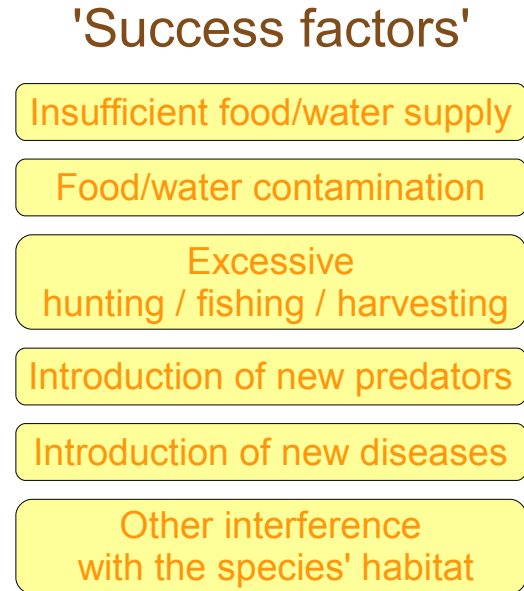 'Success factors'
Insufficient food/water supply
Food/water contamination
Excessive
hunting / fishing / harvesting
Introduction of new predators
Introduction of new diseases
Other interference
with the species' habitat